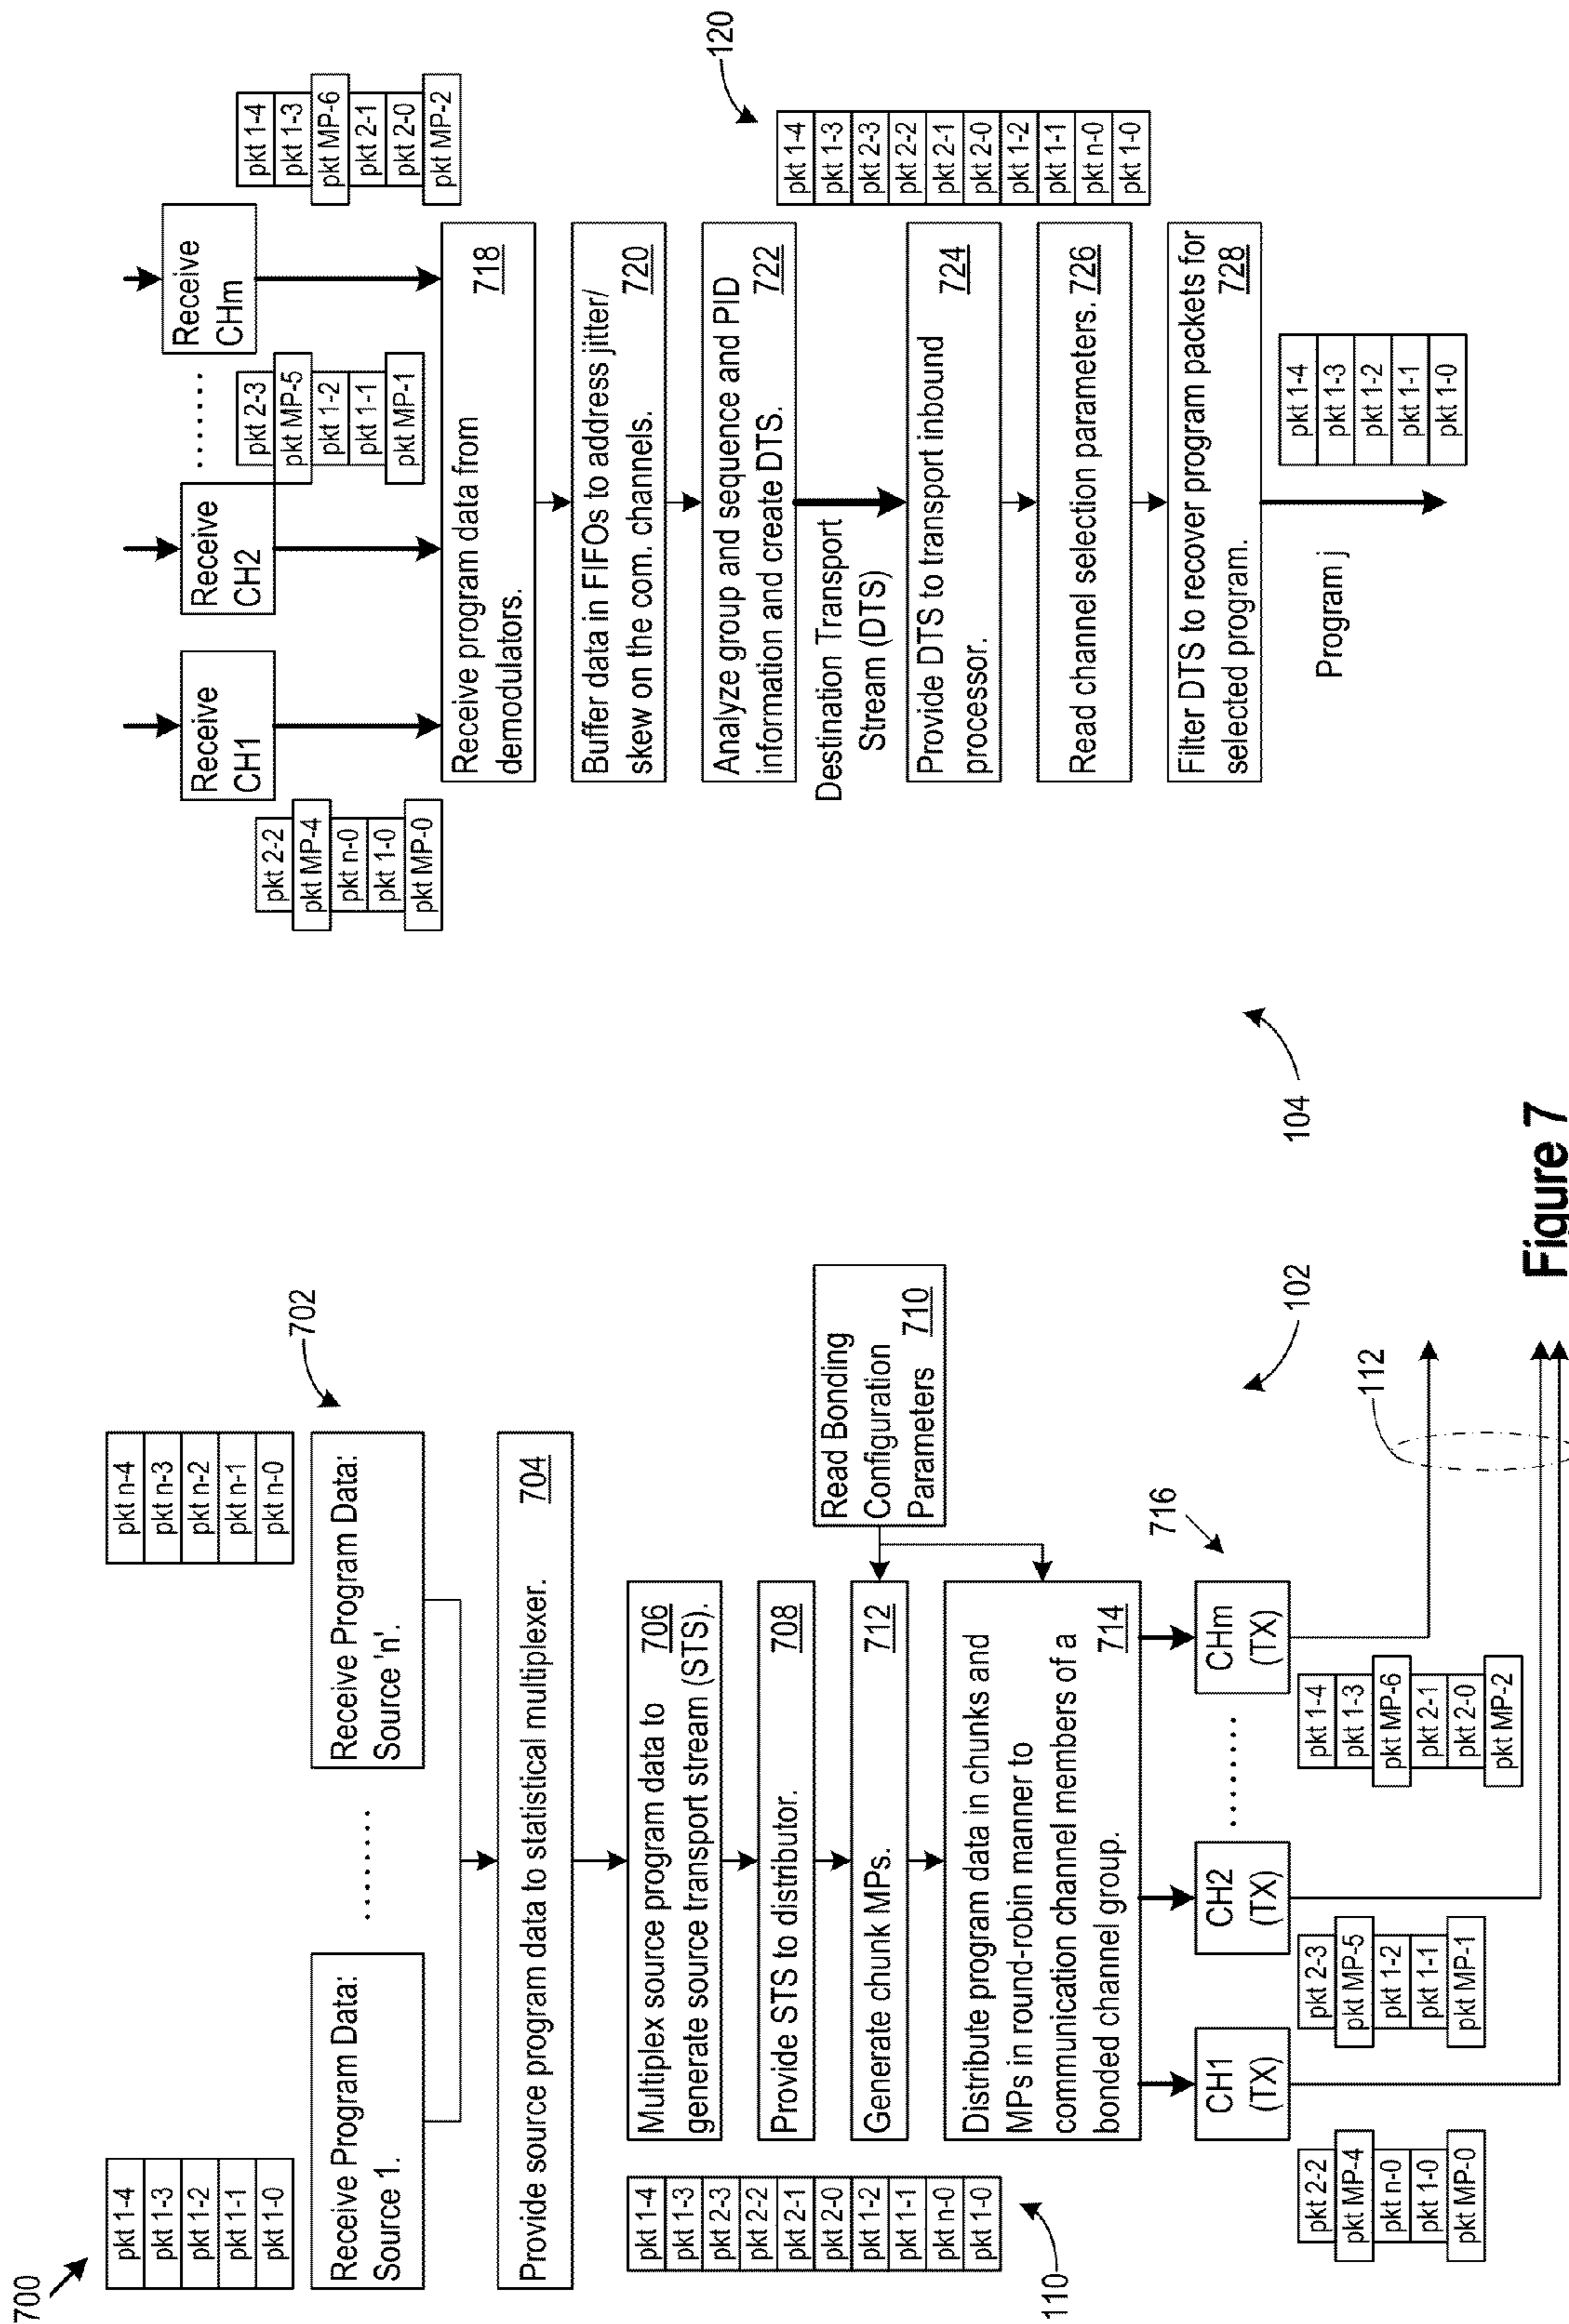 700
pkt 1-4
pkt 1-3
pkt 1-2
pkt 1-1
pkt 1-0
pkt n-4
pkt n-3
pkt n-2
pkt n-1
pkt n-0
702
Receive Program Data:
Source 1.
........
Receive Program Data:
Source 'n'.
Provide source program data to statistical multiplexer.
704
Multiplex source program data to
706
generate source transport stream (STS).
Provide STS to distributor.
708
Generate chunk MPs.
712
Read Bonding
Configuration
Parameters
710
Distribute program data in chunks and
MPs in round-robin manner to
communication channel members of a
bonded channel group.
714
pkt 1-4
pkt 1-3
pkt 2-3
pkt 2-2
pkt 2-1
pkt 2-0
pkt 1-2
pkt 1-1
pkt n-0
pkt 1-0
110
CH1
(TX)
CH2
(TX)
........
CHm
(TX)
716
102
112
pkt 2-2
pkt MP-4
pkt n-0
pkt 1-0
pkt MP-0
pkt 2-3
pkt MP-5
pkt 1-2
pkt 1-1
pkt MP-1
pkt 1-4
pkt 1-3
pkt MP-6
pkt 2-1
pkt 2-0
pkt MP-2
Receive
CH1
Receive
CH2
.......
Receive
CHm
pkt 2-2
pkt MP-4
pkt n-0
pkt 1-0
pkt MP-0
pkt 2-3
pkt MP-5
pkt 1-2
pkt 1-1
pkt MP-1
pkt 1-4
pkt 1-3
pkt MP-6
pkt 2-1
pkt 2-0
pkt MP-2
Receive program data from
demodulators.
718
Buffer data in FIFOs to address jitter/
skew on the com. channels.
720
Analyze group and sequence and PID
information and create DTS.
722
Destination Transport
Stream (DTS)
120
pkt 1-4
pkt 1-3
pkt 2-3
pkt 2-2
pkt 2-1
pkt 2-0
pkt 1-2
pkt 1-1
pkt n-0
pkt 1-0
Provide DTS to transport inbound
processor.
724
Read channel selection parameters.
726
Filter DTS to recover program packets for
selected program.
728
Program j
pkt 1-4
pkt 1-3
pkt 1-2
pkt 1-1
pkt 1-0
104
Figure 7